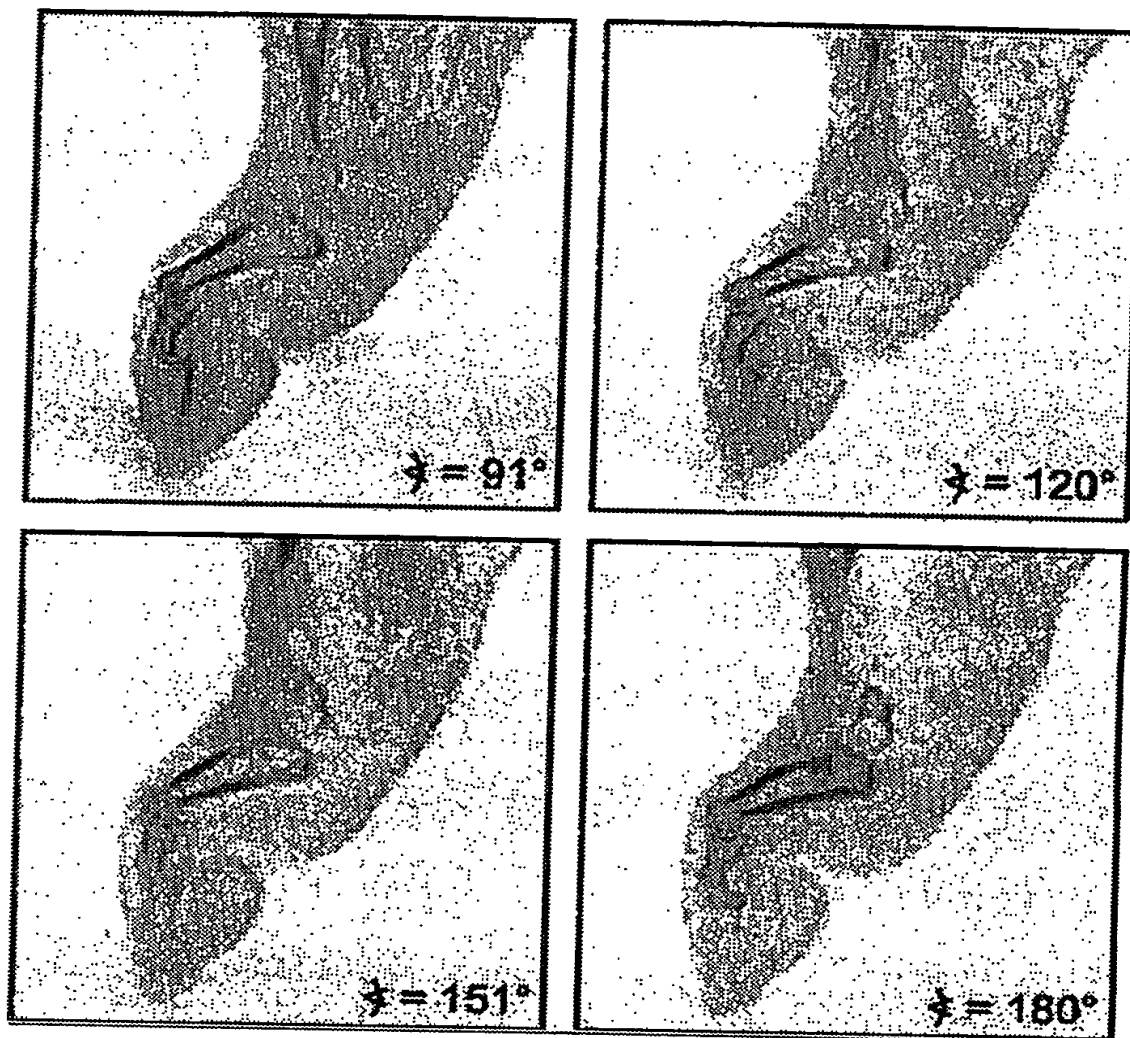 ∢ = 91°
∢ = 120°
∢ = 151°
∢ = 180°